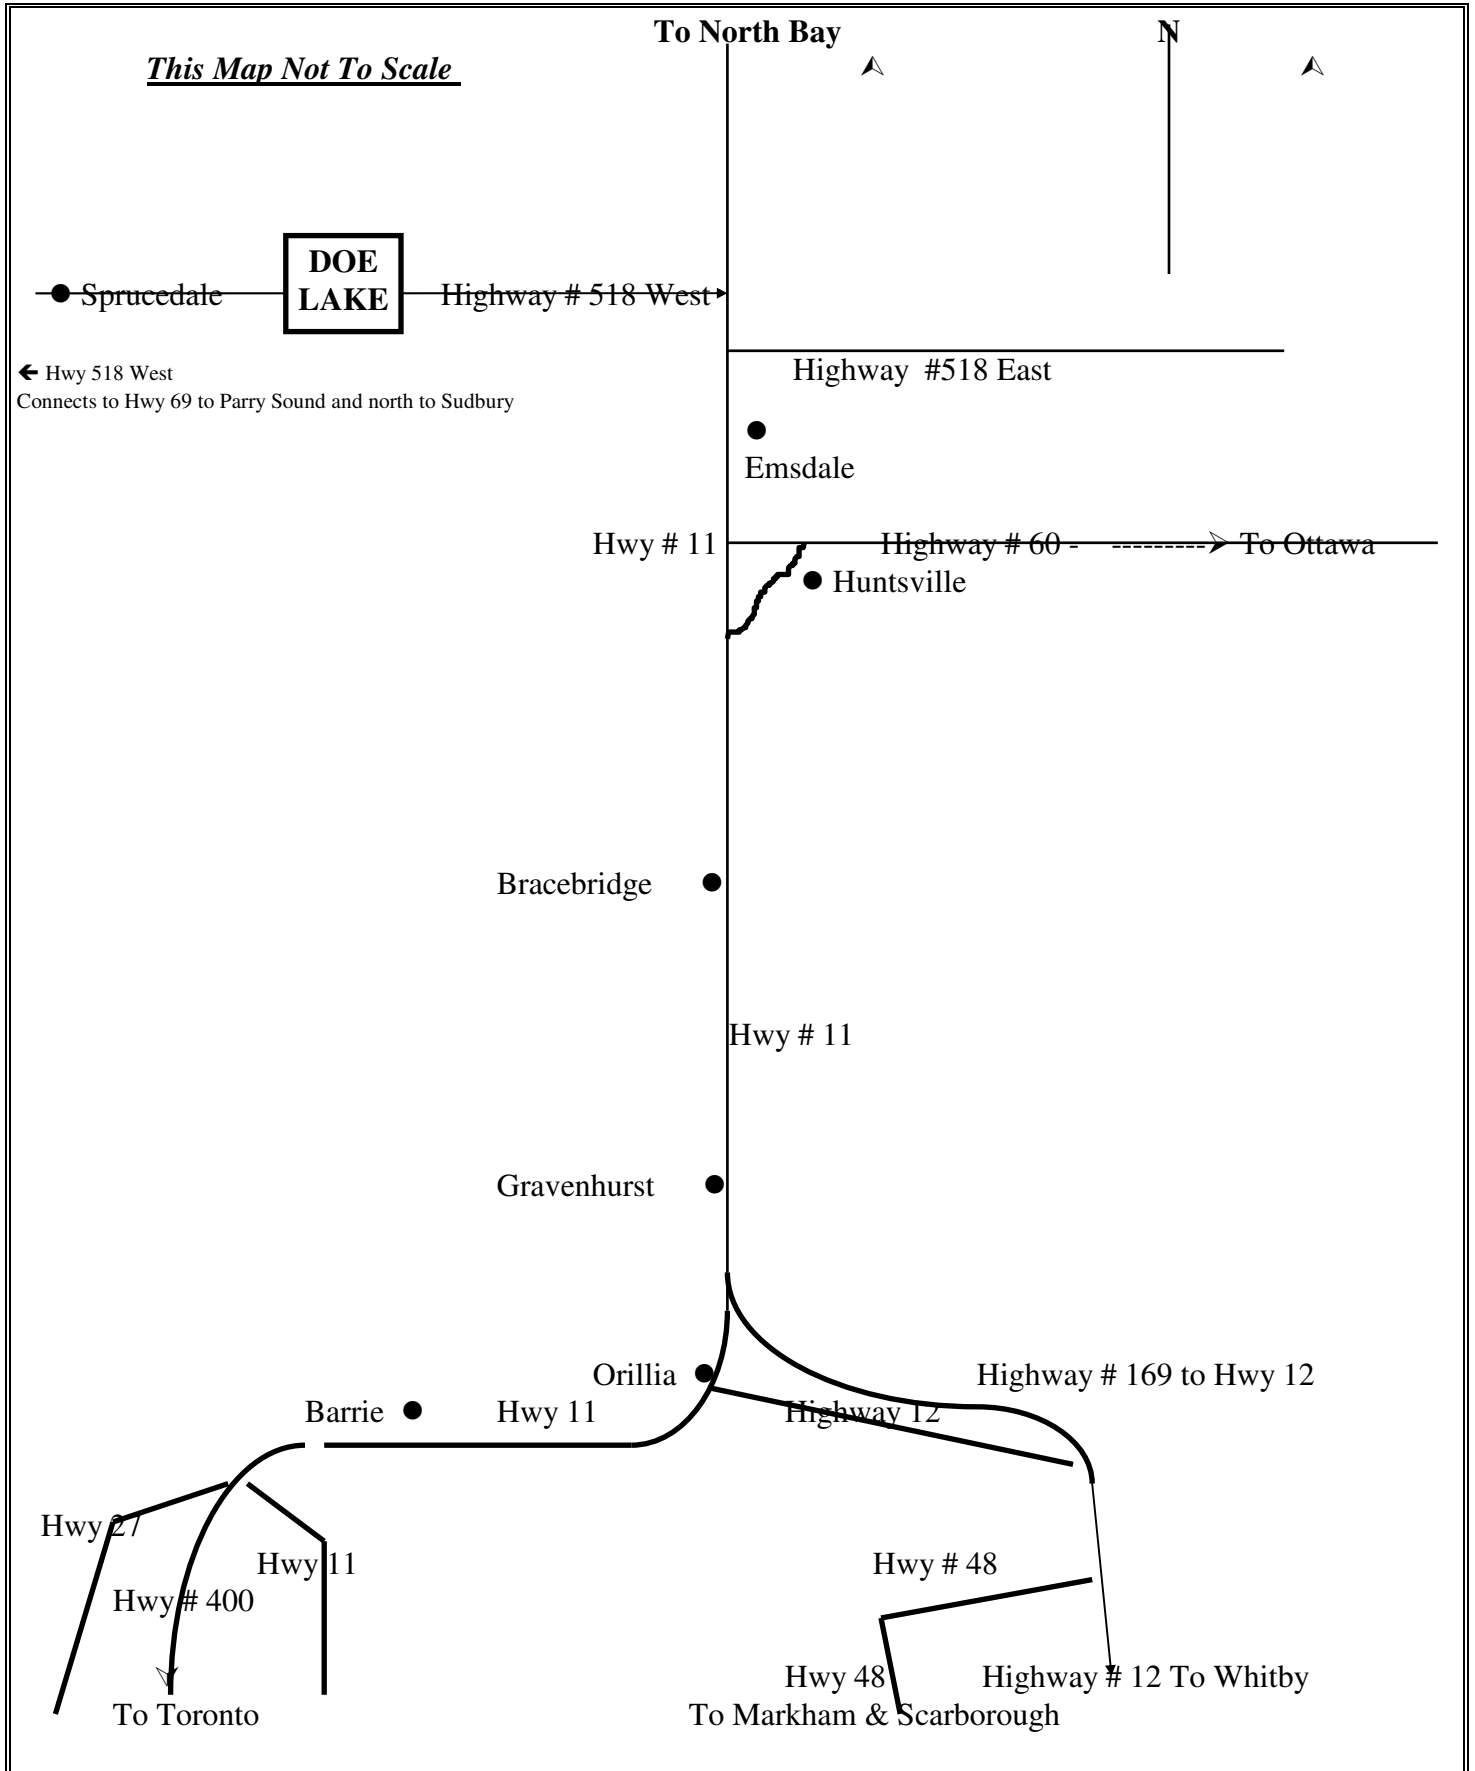 To North Bay
N
This Map Not To Scale
DOE
LAKE
Sprucedale
Highway # 518 West
Highway #518 East
Hwy 518 West
Connects to Hwy 69 to Parry Sound and north to Sudbury
Emsdale
Hwy # 11
Highway # 60 - --------- To Ottawa
Huntsville
Bracebridge
Hwy # 11
Gravenhurst
Orillia
Highway # 169 to Hwy 12
Barrie
Hwy 11
Highway 12
Hwy 27
Hwy 11
Hwy # 48
Hwy # 400
Hwy 48
Highway # 12 To Whitby
To Toronto
To Markham & Scarborough